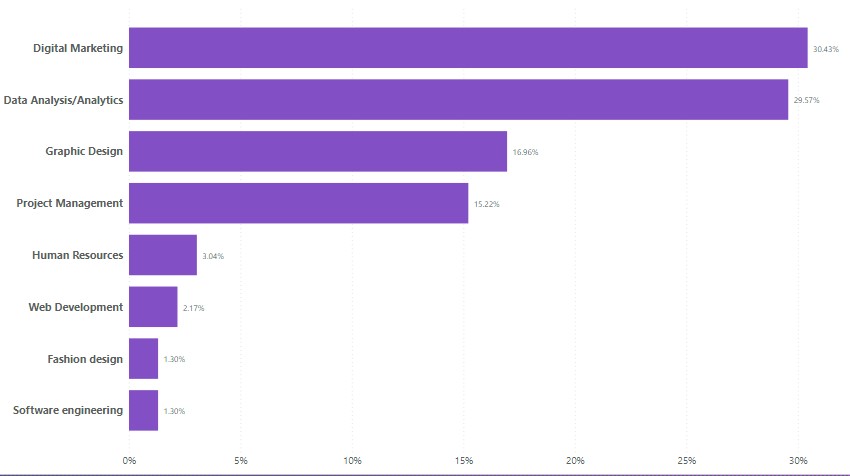 Digital Marketing 30.43%
Data Analysis/Analytics 29.57%
Graphic Design 16.96%
Project Management 15.22%
Human Resources 3.04%
Web Development 2.17%
Fashion design 1.30%
Software engineering 1.30%
0% 5% 10% 15% 20% 25% 30%